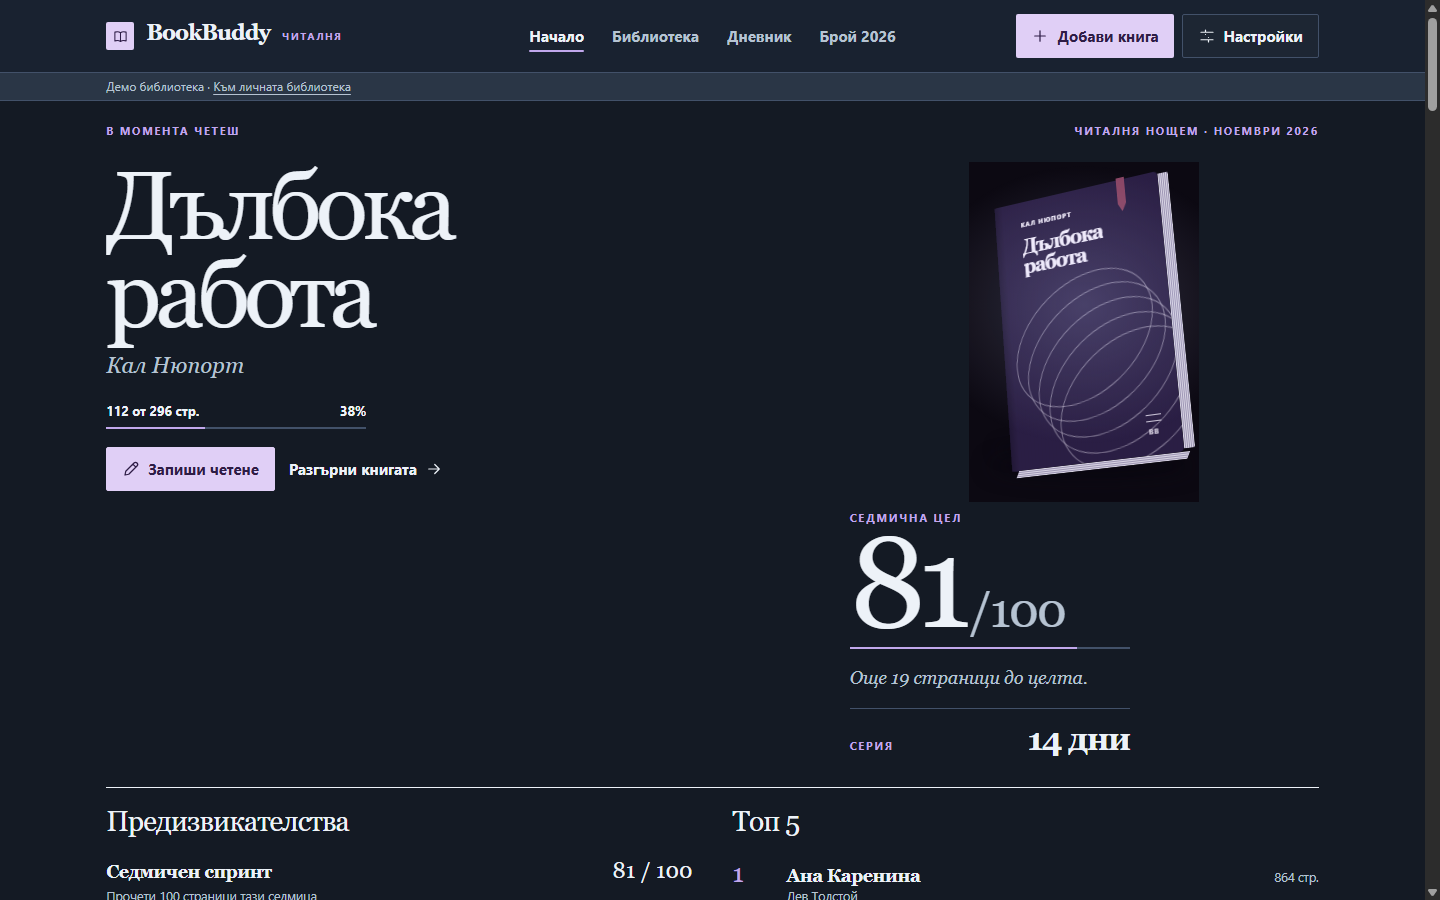 BookBuddy ЧИТАЛНЯ
Начало
Библиотека
Дневник
Брой 2026
Добави книга
Настройки
Демо библиотека · Към личната библиотека
В МОМЕНТА ЧЕТЕШ
ЧИТАЛНЯ НОЩЕМ · НОЕМВРИ 2026
Дълбока
работа
Кал Нюпорт
112 от 296 стр.
38%
Запиши четене
Разгърни книгата
КАЛ НЮПОРТ
Дълбока
работа
BB
СЕДМИЧНА ЦЕЛ
81/100
Още 19 страници до целта.
СЕРИЯ
14 дни
Предизвикателства
Седмичен спринт
81 / 100
Прочети 100 страници тази седмица
Топ 5
1
Ана Каренина
864 стр.
Лев Толстой